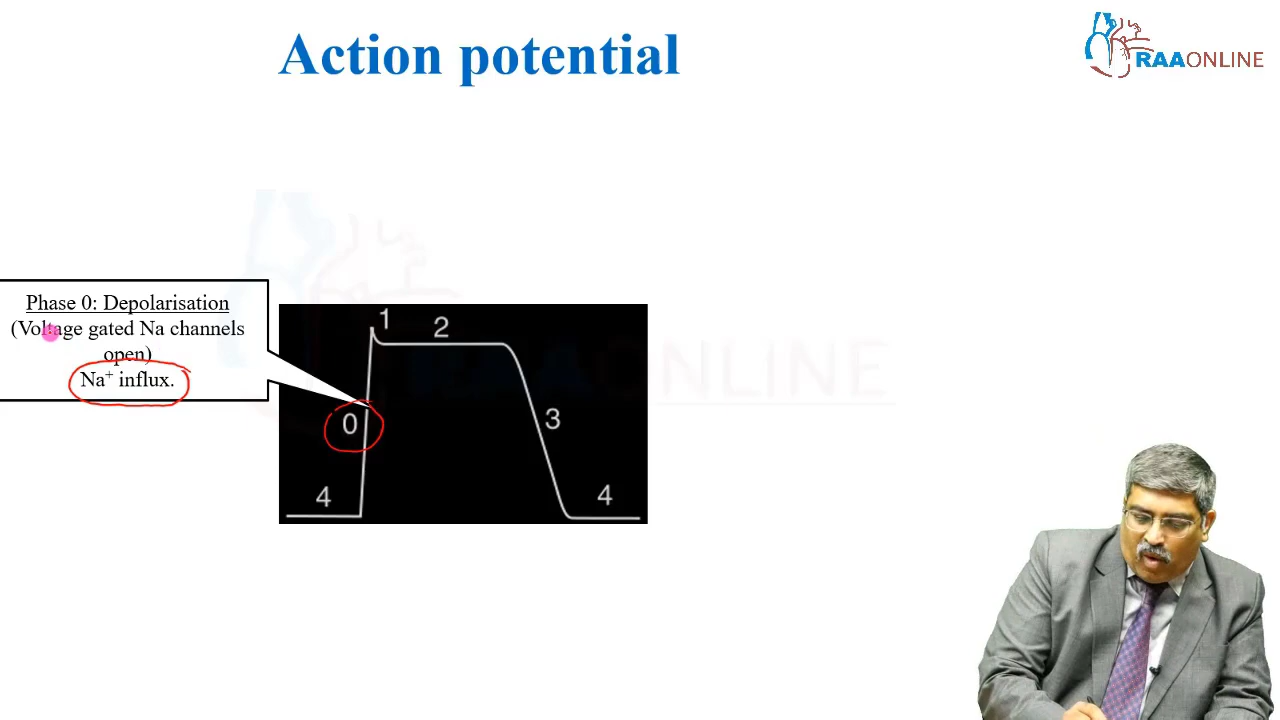 Action potential
RAAONLINE
Phase 0: Depolarisation
(Voltage gated Na channels
open)
Na⁺ influx.
1
2
0
3
4
4
RAAONLINE